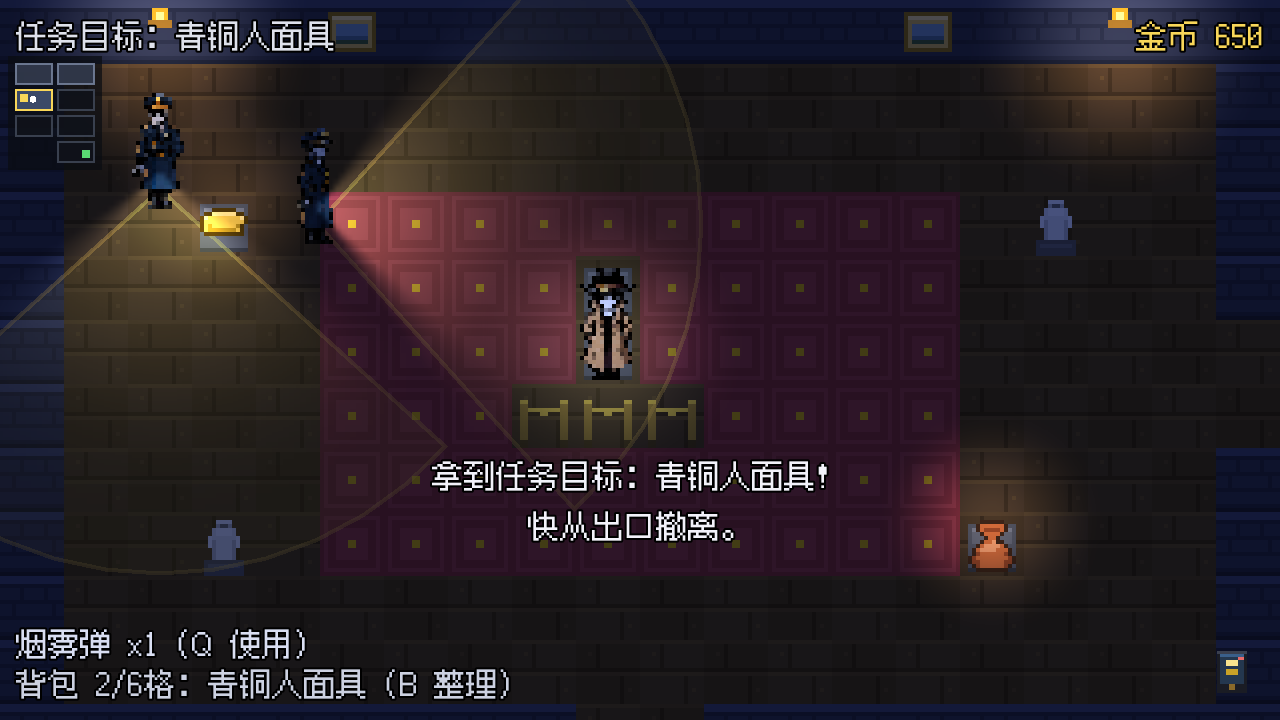 任务目标：青铜人面具
金币 650
拿到任务目标：青铜人面具！
快从出口撤离。
烟雾弹 x1（Q 使用）
背包 2/6格：青铜人面具（B 整理）